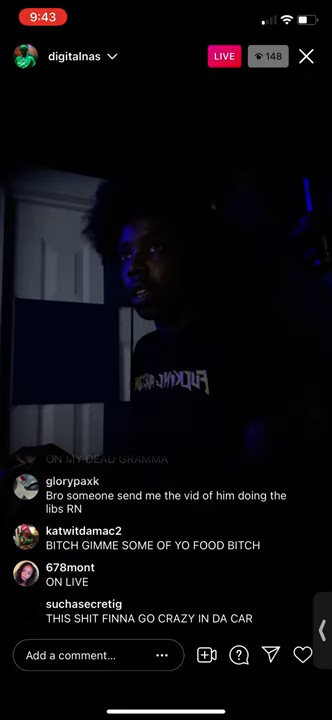 9:43
digitalnas
LIVE
148
ON MY DEAD GRAMMA
glorypaxk
Bro someone send me the vid of him doing the
libs RN
katwitdamac2
BITCH GIMME SOME OF YO FOOD BITCH
678mont
ON LIVE
suchasecretig
THIS SHIT FINNA GO CRAZY IN DA CAR
Add a comment...